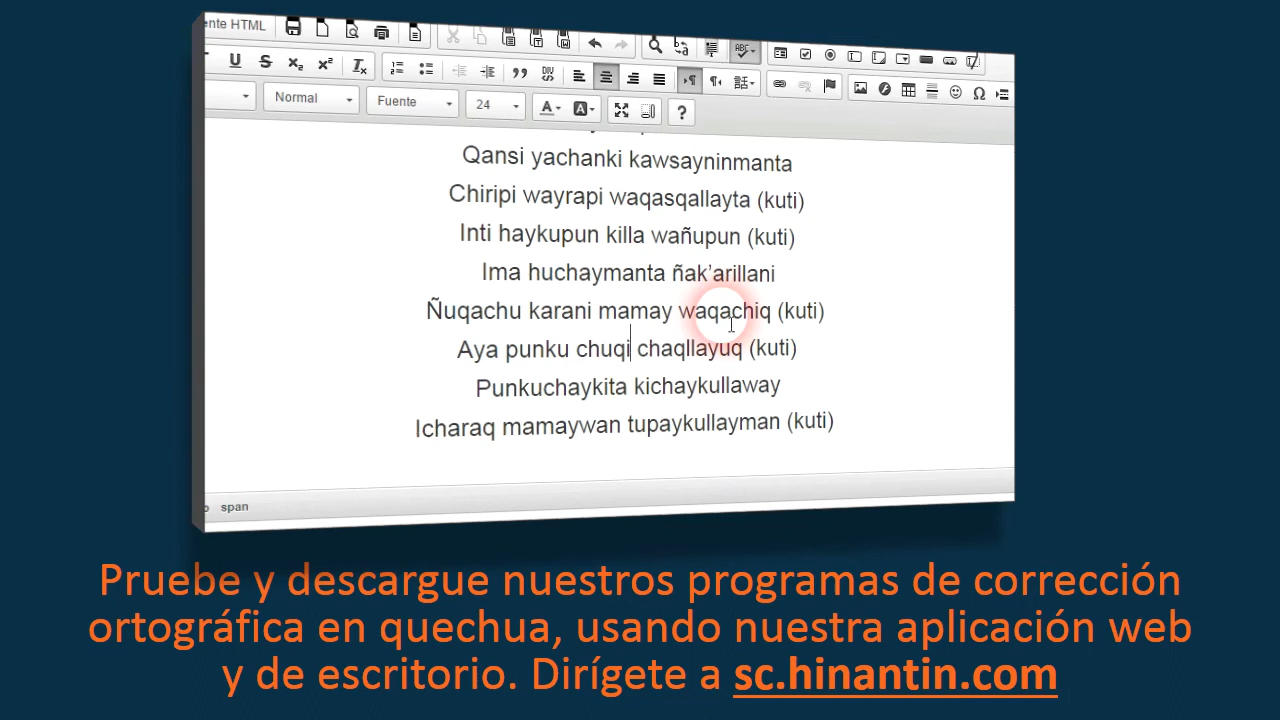 ente HTML
Normal
Fuente
24
Qansi yachanki kawsayninmanta
Chiripi wayrapi waqasqallayta (kuti)
Inti haykupun killa wañupun (kuti)
Ima huchaymanta ñak'arillani
Ñuqachu karani mamay waqachiq (kuti)
Aya punku chuqi chaqllayuq (kuti)
Punkuchaykita kichaykullaway
Icharaq mamaywan tupaykullayman (kuti)
span
Pruebe y descargue nuestros programas de corrección
ortográfica en quechua, usando nuestra aplicación web
y de escritorio. Dirígete a sc.hinantin.com